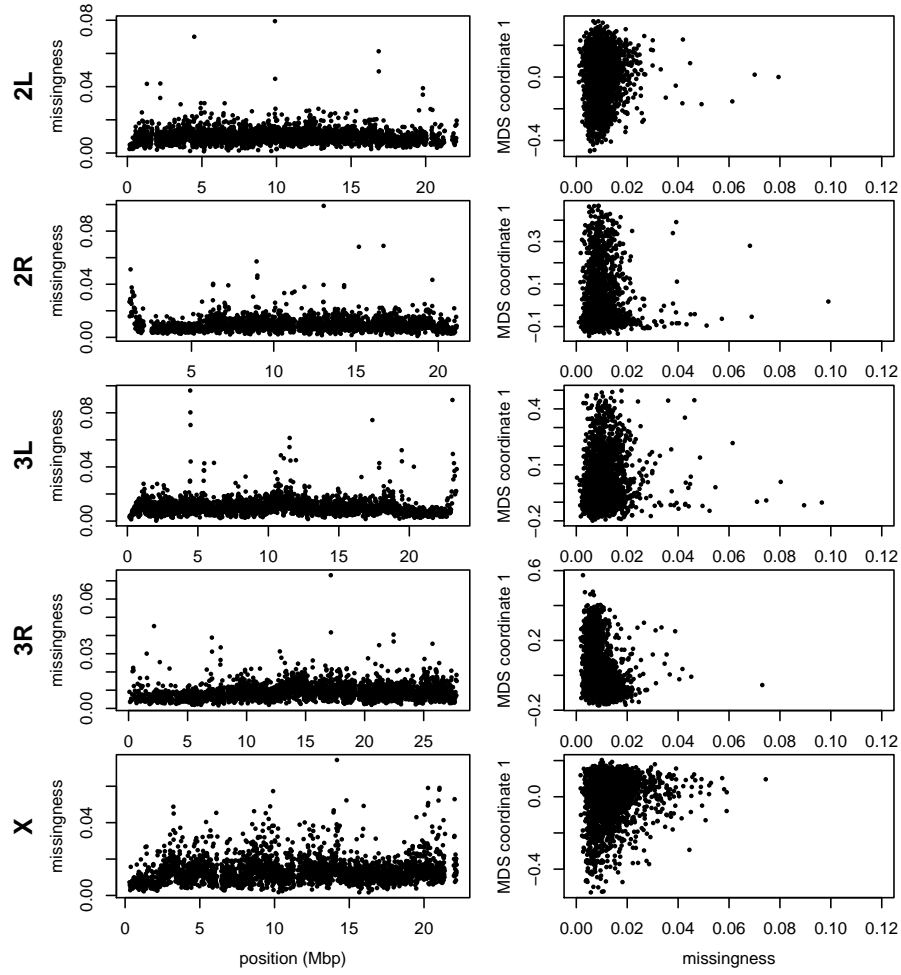 2L
missingness
0.00 0.04 0.08
0 5 10 15 20
MDS coordinate 1
−0.4 0.0
0.00 0.02 0.04 0.06 0.08 0.10 0.12
2R
missingness
0.00 0.04 0.08
5 10 15 20
MDS coordinate 1
−0.1 0.1 0.3
0.00 0.02 0.04 0.06 0.08 0.10 0.12
3L
missingness
0.00 0.04 0.08
0 5 10 15 20
MDS coordinate 1
−0.2 0.1 0.4
0.00 0.02 0.04 0.06 0.08 0.10 0.12
3R
missingness
0.00 0.03 0.06
0 5 10 15 20 25
MDS coordinate 1
−0.2 0.2 0.6
0.00 0.02 0.04 0.06 0.08 0.10 0.12
X
missingness
0.00 0.04
0 5 10 15 20
position (Mbp)
MDS coordinate 1
−0.4 0.0
0.00 0.02 0.04 0.06 0.08 0.10 0.12
missingness